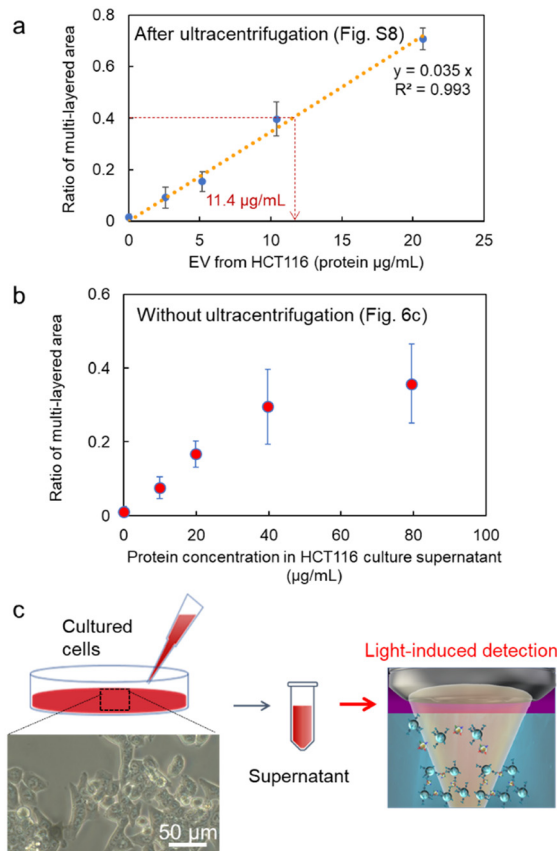 a
After ultracentrifugation (Fig. S8)
y = 0.035 x
R² = 0.993
11.4 µg/mL
Ratio of multi-layered area
0.8
0.6
0.4
0.2
0
0 5 10 15 20 25
EV from HCT116 (protein µg/mL)
b
Without ultracentrifugation (Fig. 6c)
Ratio of multi-layered area
0.6
0.4
0.2
0
0 20 40 60 80 100
Protein concentration in HCT116 culture supernatant
(µg/mL)
c
Cultured
cells
Light-induced detection
Supernatant
50 µm